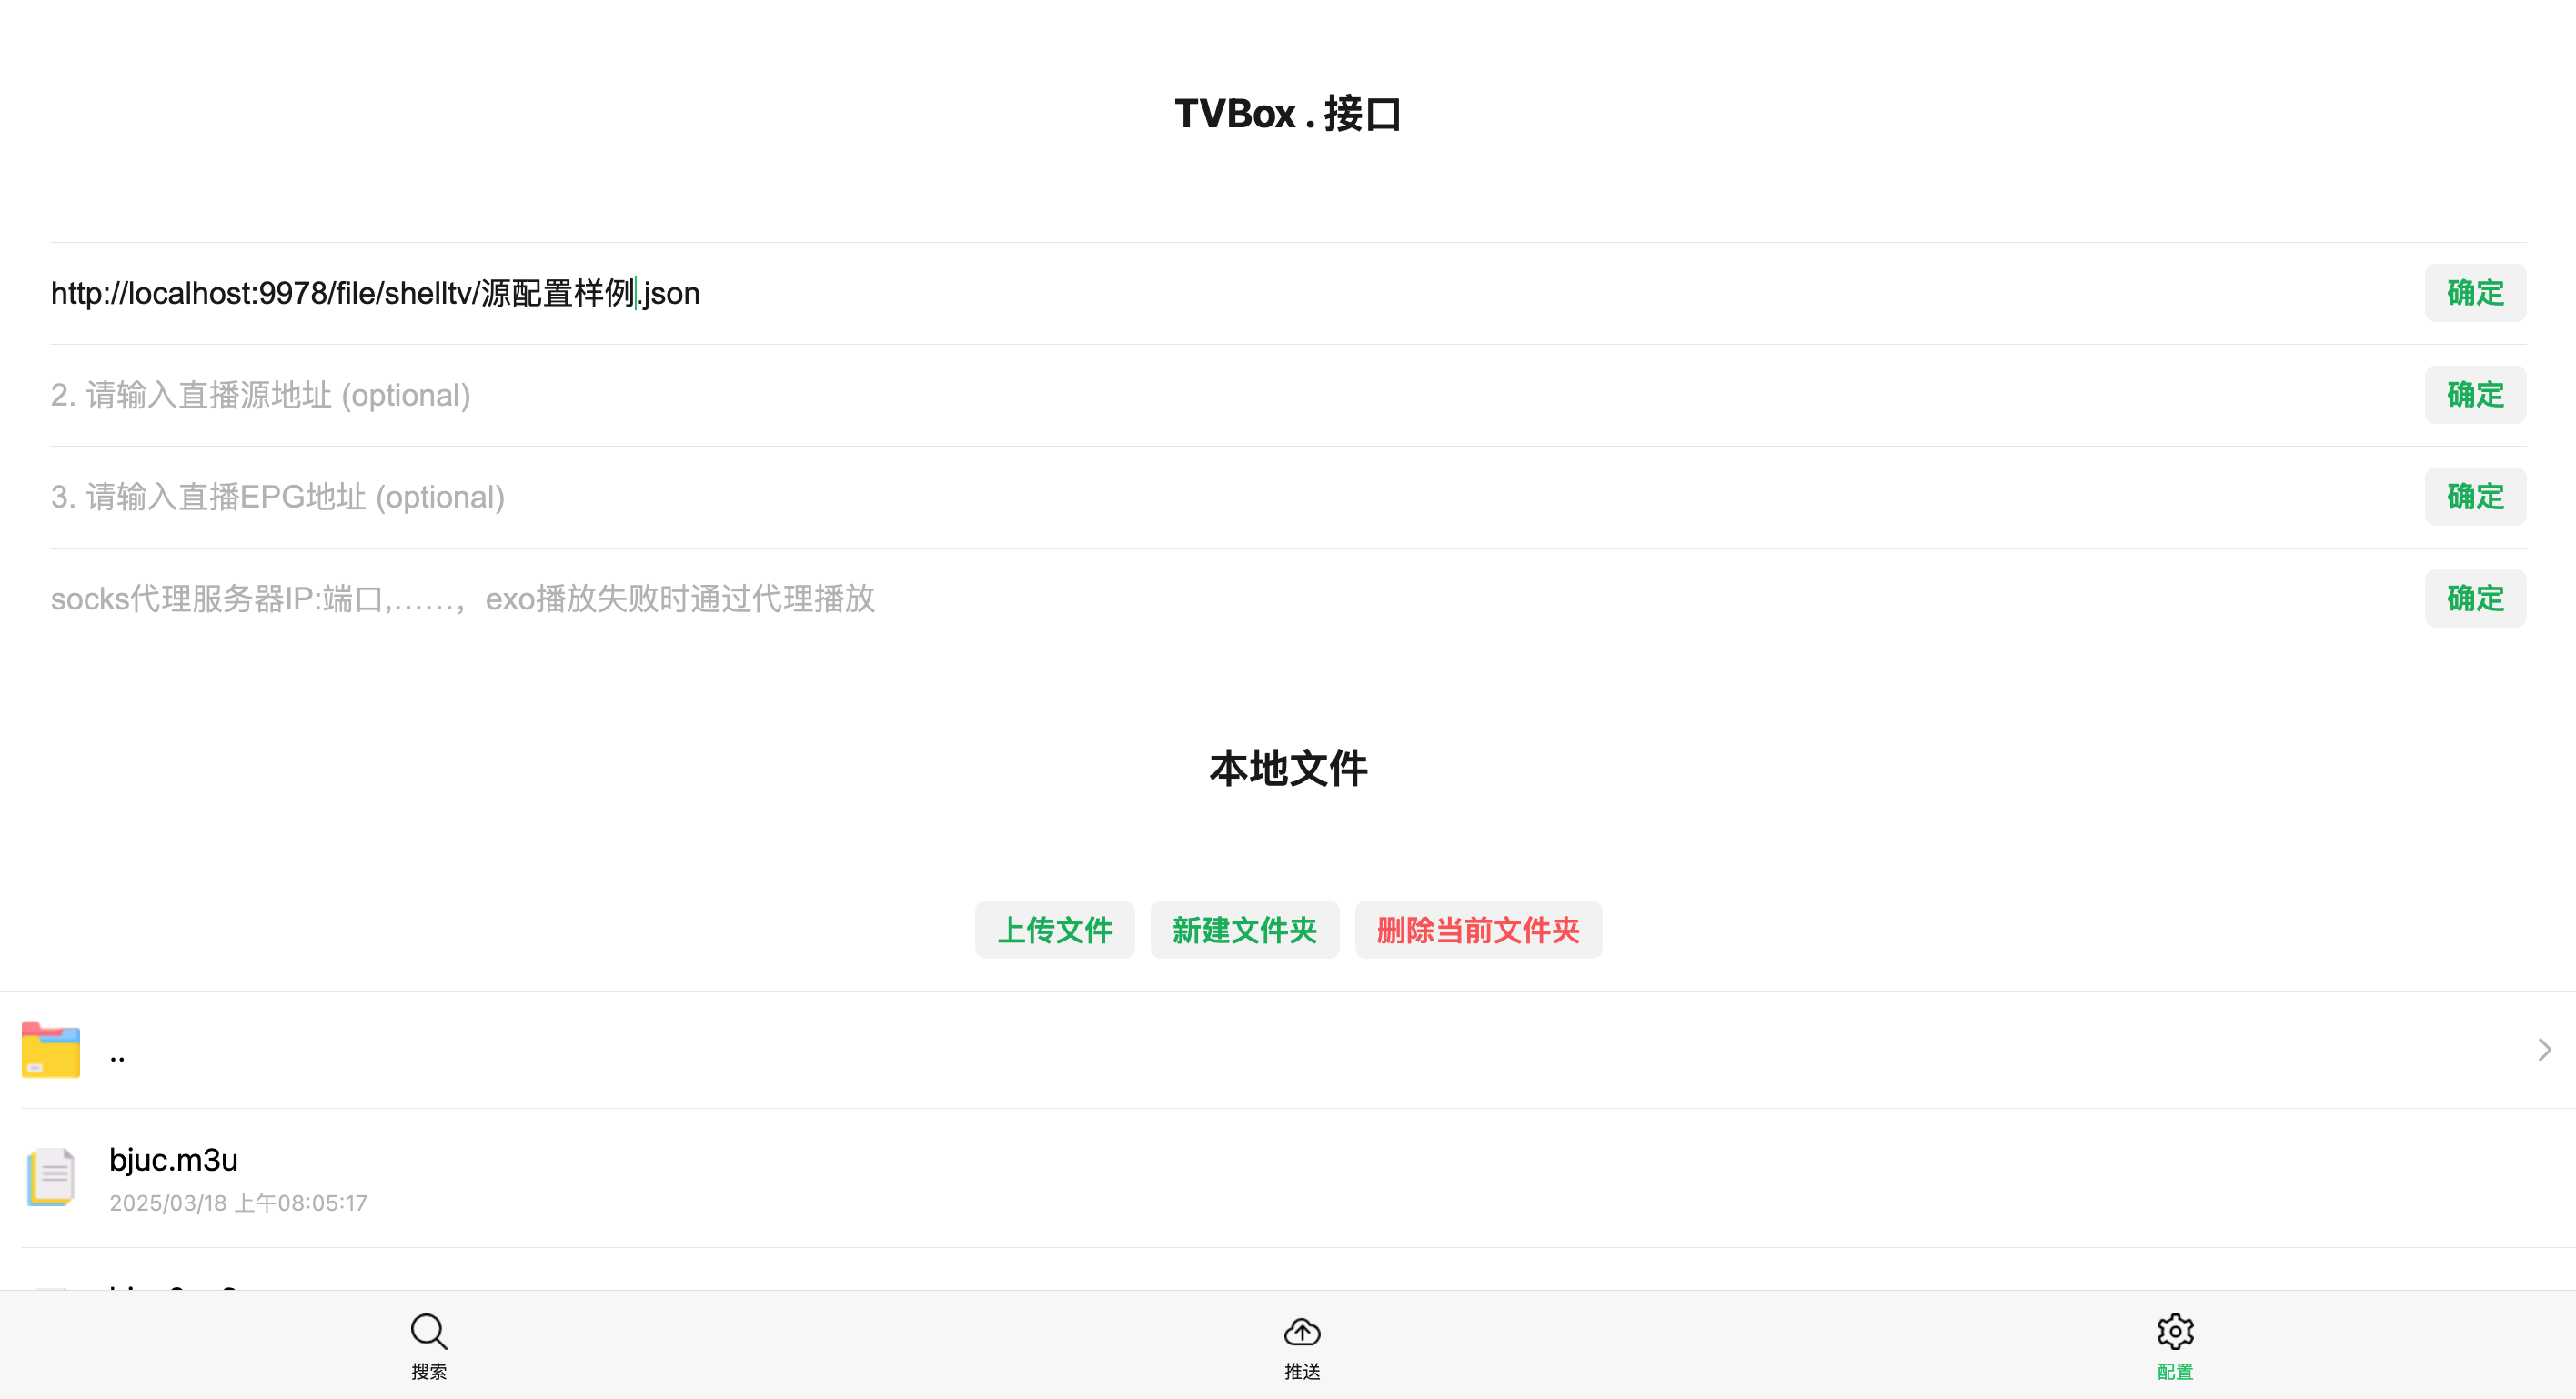 TVBox . 接口
http://localhost:9978/file/shelltv/源配置样例.json
确定
2. 请输入直播源地址 (optional)
确定
3. 请输入直播EPG地址 (optional)
确定
socks代理服务器IP:端口,……，exo播放失败时通过代理播放
确定
本地文件
上传文件
新建文件夹
删除当前文件夹
..
bjuc.m3u
2025/03/18 上午08:05:17
搜索
推送
配置